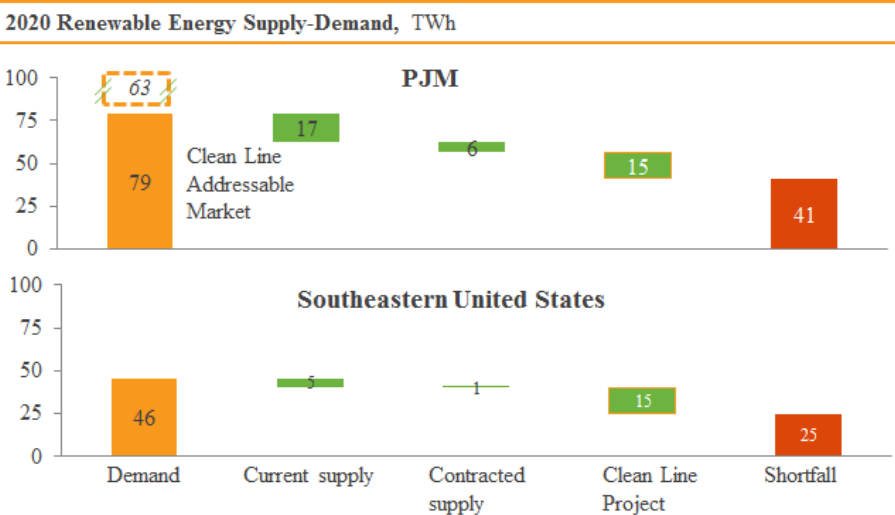 2020 Renewable Energy Supply-Demand, TWh
PJM
100
75
50
25
0
63
79
Clean Line
Addressable
Market
17
6
15
41
Southeastern United States
100
75
50
25
0
46
5
1
15
25
Demand
Current supply
Contracted
supply
Clean Line
Project
Shortfall